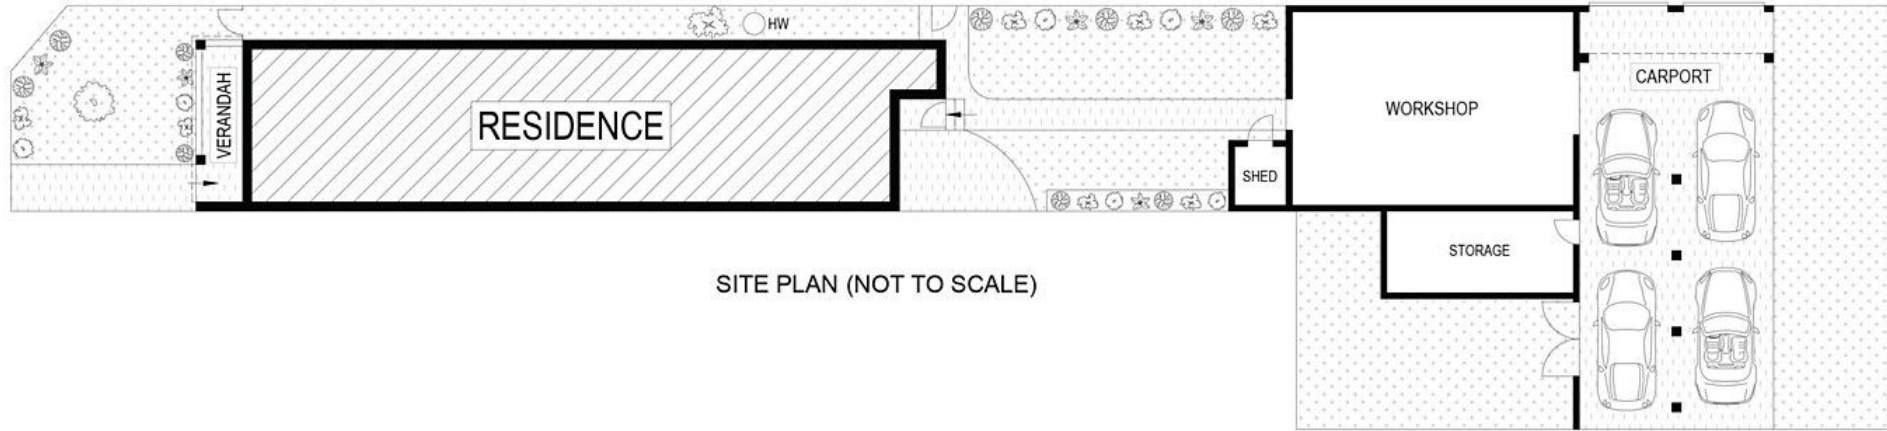 HW
VERANDAH
RESIDENCE
CARPORT
WORKSHOP
SHED
STORAGE
SITE PLAN (NOT TO SCALE)